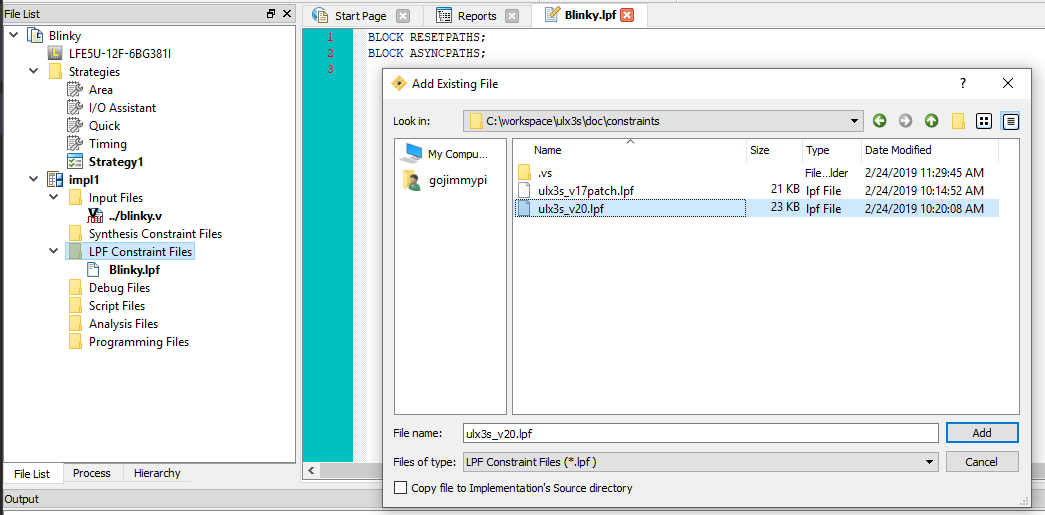 File List
Blinky
LFE5U-12F-6BG381I
Strategies
Area
I/O Assistant
Quick
Timing
Strategy1
impl1
Input Files
../blinky.v
Synthesis Constraint Files
LPF Constraint Files
Blinky.lpf
Debug Files
Script Files
Analysis Files
Programming Files
File List Process Hierarchy
Output
Start Page Reports Blinky.lpf
1 BLOCK RESETPATHS;
2 BLOCK ASYNCPATHS;
3
Add Existing File
Look in: C:\workspace\ulx3s\doc\constraints
My Compu...
gojimmypi
Name Size Type Date Modified
.vs File...lder 2/24/2019 11:29:45 AM
ulx3s_v17patch.lpf 21 KB lpf File 2/24/2019 10:14:52 AM
ulx3s_v20.lpf 23 KB lpf File 2/24/2019 10:20:08 AM
File name: ulx3s_v20.lpf Add
Files of type: LPF Constraint Files (*.lpf ) Cancel
Copy file to Implementation's Source directory